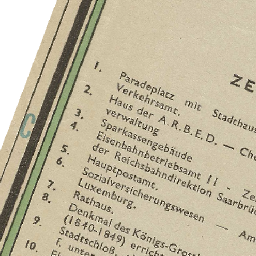 ZE
1. Paradeplatz mit Stadthaus
Verkehrsamt.
2. Haus der A.R.B.E.D. — Che
verwaltung
3. Sparkassengebäude
4. Eisenbahnbetriebsamt II - Ze
der Reichsbahndirektion Saarbrü
5. Hauptpostamt.
6. Sozialversicherungswesen — Am
Luxemburg.
7. Rathaus.
8. Denkmal des Königs-Gross
(1840-1849) errich
9. Stadtschloß,
f. unser
10.
C